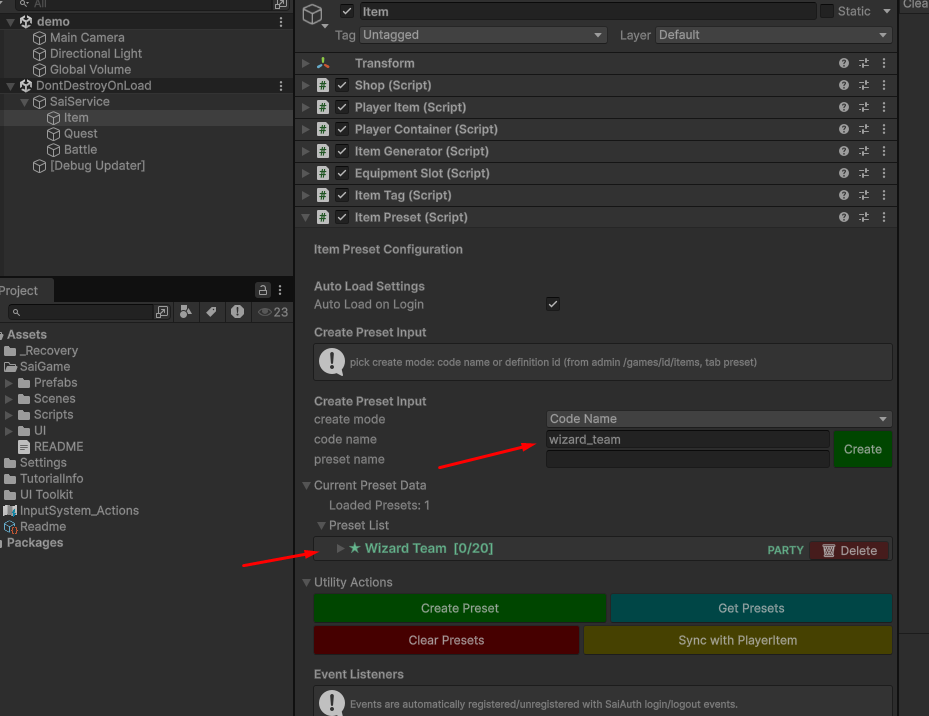 All
demo
Main Camera
Directional Light
Global Volume
DontDestroyOnLoad
SaiService
Item
Quest
Battle
[Debug Updater]
Project
23
Assets
_Recovery
SaiGame
Prefabs
Scenes
Scripts
UI
README
Settings
TutorialInfo
UI Toolkit
InputSystem_Actions
Readme
Packages
Item
Static
Tag Untagged Layer Default
Transform
# Shop (Script)
# Player Item (Script)
# Player Container (Script)
# Item Generator (Script)
# Equipment Slot (Script)
# Item Tag (Script)
# Item Preset (Script)
Item Preset Configuration
Auto Load Settings
Auto Load on Login
Create Preset Input
pick create mode: code name or definition id (from admin /games/id/items, tab preset)
Create Preset Input
create mode Code Name
code name wizard_team
Create
preset name
Current Preset Data
Loaded Presets: 1
Preset List
★ Wizard Team [0/20] PARTY Delete
Utility Actions
Create Preset Get Presets
Clear Presets Sync with PlayerItem
Event Listeners
Events are automatically registered/unregistered with SaiAuth login/logout events.
Clea